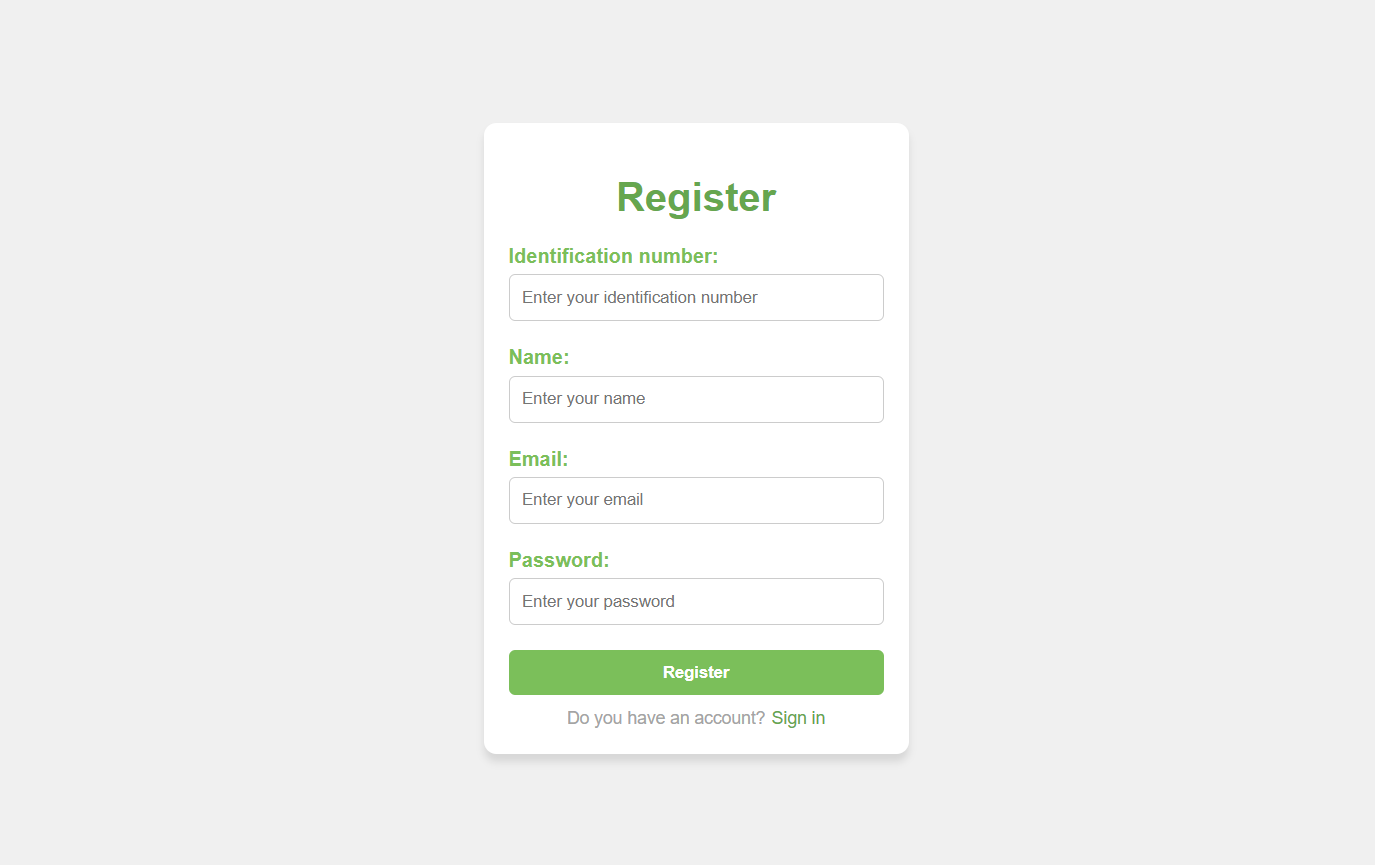 Register
Identification number:
Enter your identification number
Name:
Enter your name
Email:
Enter your email
Password:
Enter your password
Register
Do you have an account? Sign in